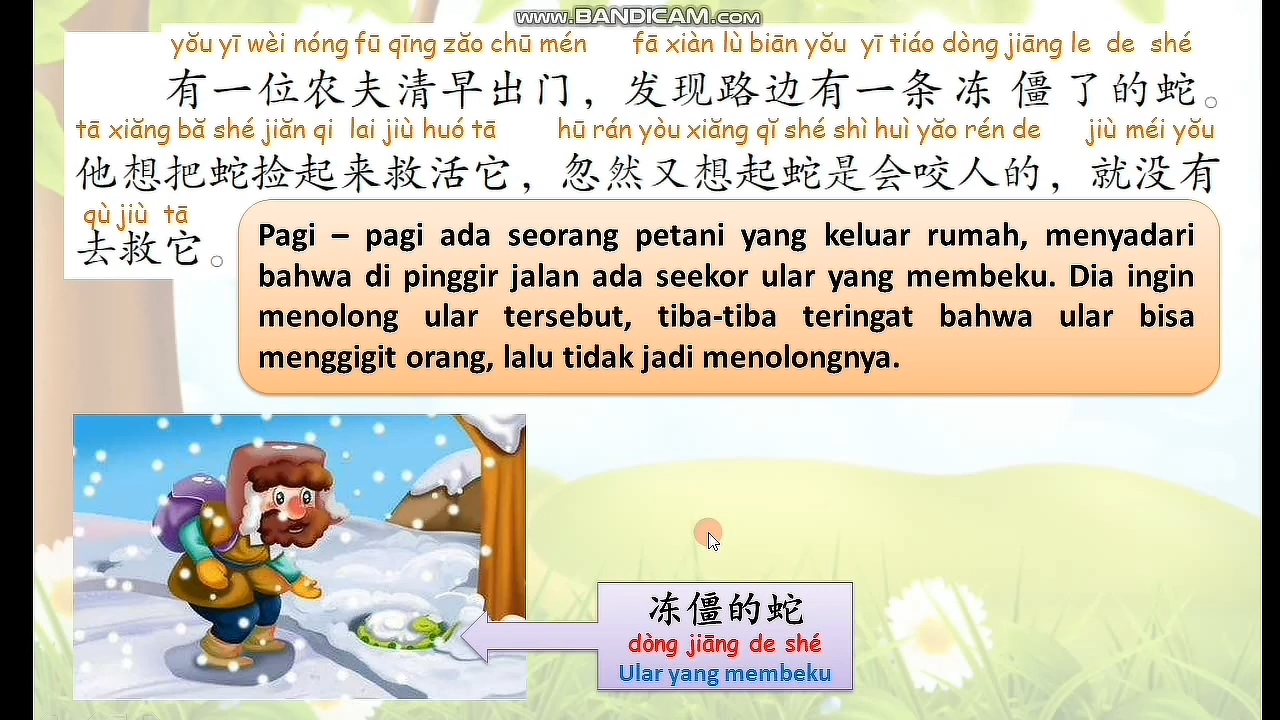 www.BANDICAM.com
yǒu yī wèi nóng fū qīng zǎo chū mén fā xiàn lù biān yǒu yī tiáo dòng jiāng le de shé
有一位农夫清早出门，发现路边有一条冻僵了的蛇。
tā xiăng bă shé jiăn qi lai jiù huó tā hū rán yòu xiăng qĭ shé shì huì yăo rén de jiù méi yŏu
他想把蛇捡起来救活它，忽然又想起蛇是会咬人的，就没有
qù jiù tā
去救它。
Pagi – pagi ada seorang petani yang keluar rumah, menyadari
bahwa di pinggir jalan ada seekor ular yang membeku. Dia ingin
menolong ular tersebut, tiba-tiba teringat bahwa ular bisa
menggigit orang, lalu tidak jadi menolongnya.
冻僵的蛇
dòng jiāng de shé
Ular yang membeku